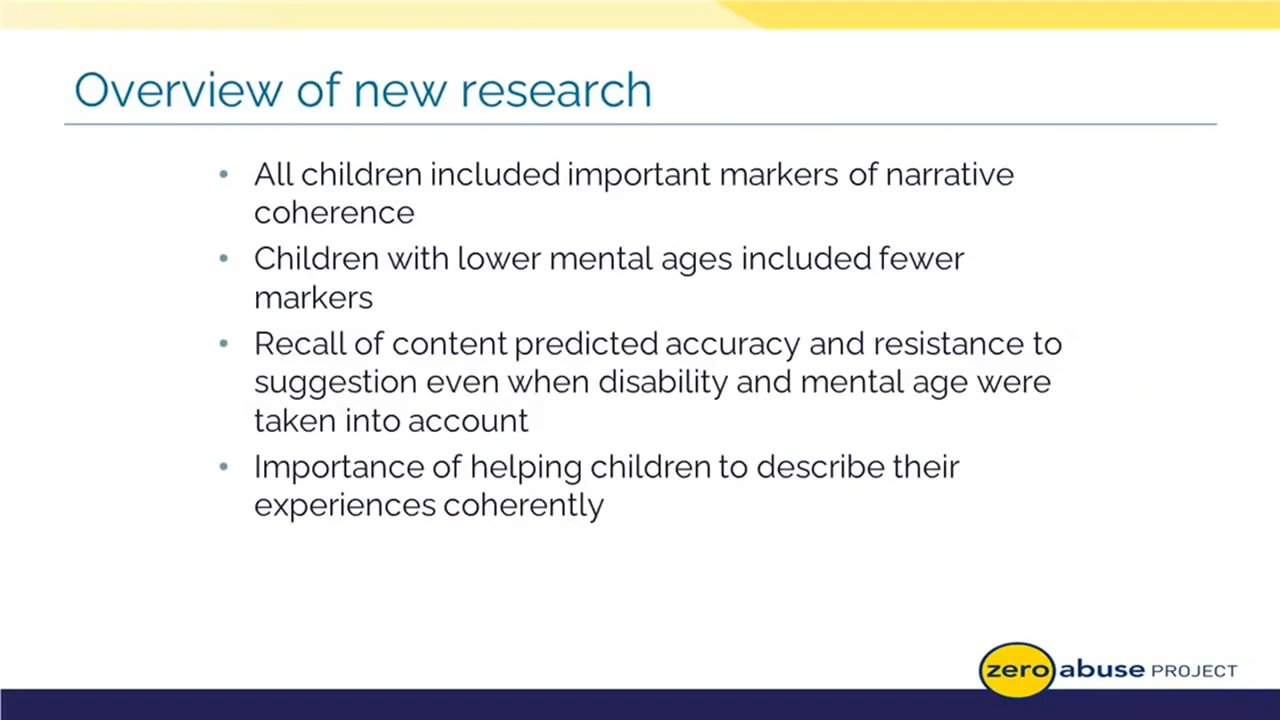 Overview of new research
• All children included important markers of narrative
coherence
• Children with lower mental ages included fewer
markers
• Recall of content predicted accuracy and resistance to
suggestion even when disability and mental age were
taken into account
• Importance of helping children to describe their
experiences coherently
zero abuse PROJECT